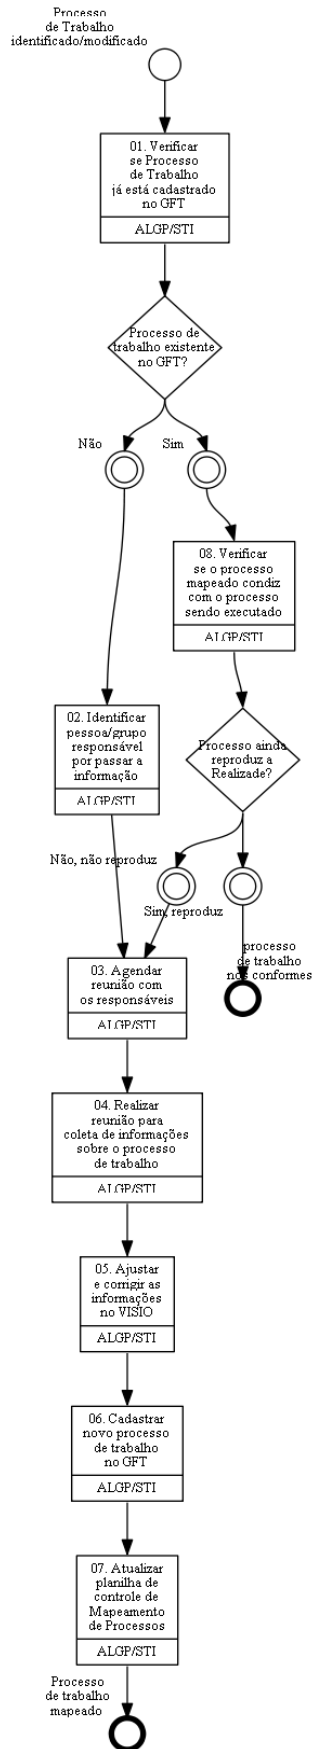 Processo
de Trabalho
identificado/modificado
01. Verificar
se Processo
de Trabalho
já está cadastrado
no GFT
ALGP/STI
Processo de
trabalho existente
no GFT?
Não
Sim
08. Verificar
se o processo
mapeado condiz
com o processo
sendo executado
ALGP/STI
02. Identificar
pessoa/grupo
responsável
por passar a
informação
ALGP/STI
Processo ainda
reproduz a
Realizade?
Não, não reproduz
Sim, reproduz
processo
de trabalho
nos conformes
03. Agendar
reunião com
os responsáveis
ALGP/STI
04. Realizar
reunião para
coleta de informações
sobre o processo
de trabalho
ALGP/STI
05. Ajustar
e corrigir as
informações
no VISIO
ALGP/STI
06. Cadastrar
novo processo
de trabalho
no GFT
ALGP/STI
07. Atualizar
planilha de
controle de
Mapeamento
de Processos
ALGP/STI
Processo
de trabalho
mapeado